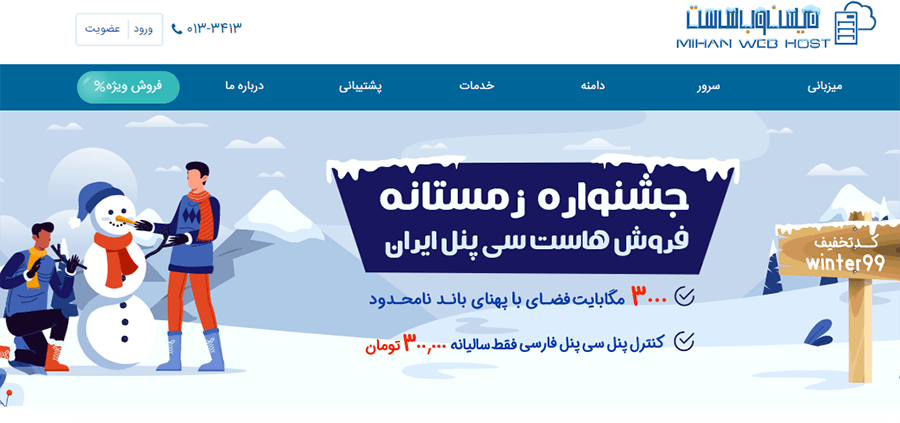 میهن وب هاست
MIHAN WEB HOST
۰۱۳-۳۴۱۳
ورود
عضویت
میزبانی
سرور
دامنه
خدمات
پشتیبانی
درباره ما
فروش ویژه%
جشنواره زمستانه
فروش هاست سی پنل ایران
۳۰۰۰ مگابایت فضای با پهنای باند نامحدود
کنترل پنل سی پنل فارسی فقط سالیانه ۳۰۰,۰۰۰ تومان
کد تخفیف
winter99